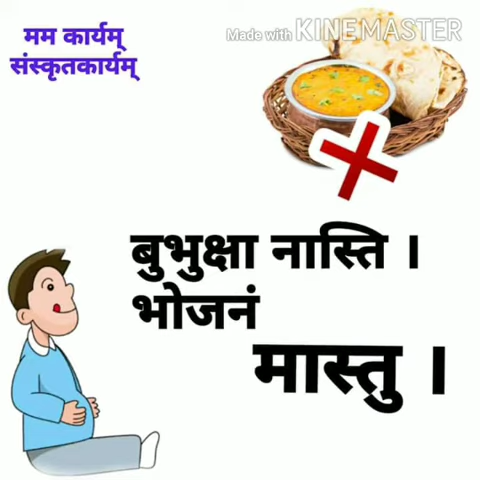 मम कार्यम्
संस्कृतकार्यम्
Made with KINEMASTER
बुभुक्षा नास्ति ।
भोजनं
मास्तु ।